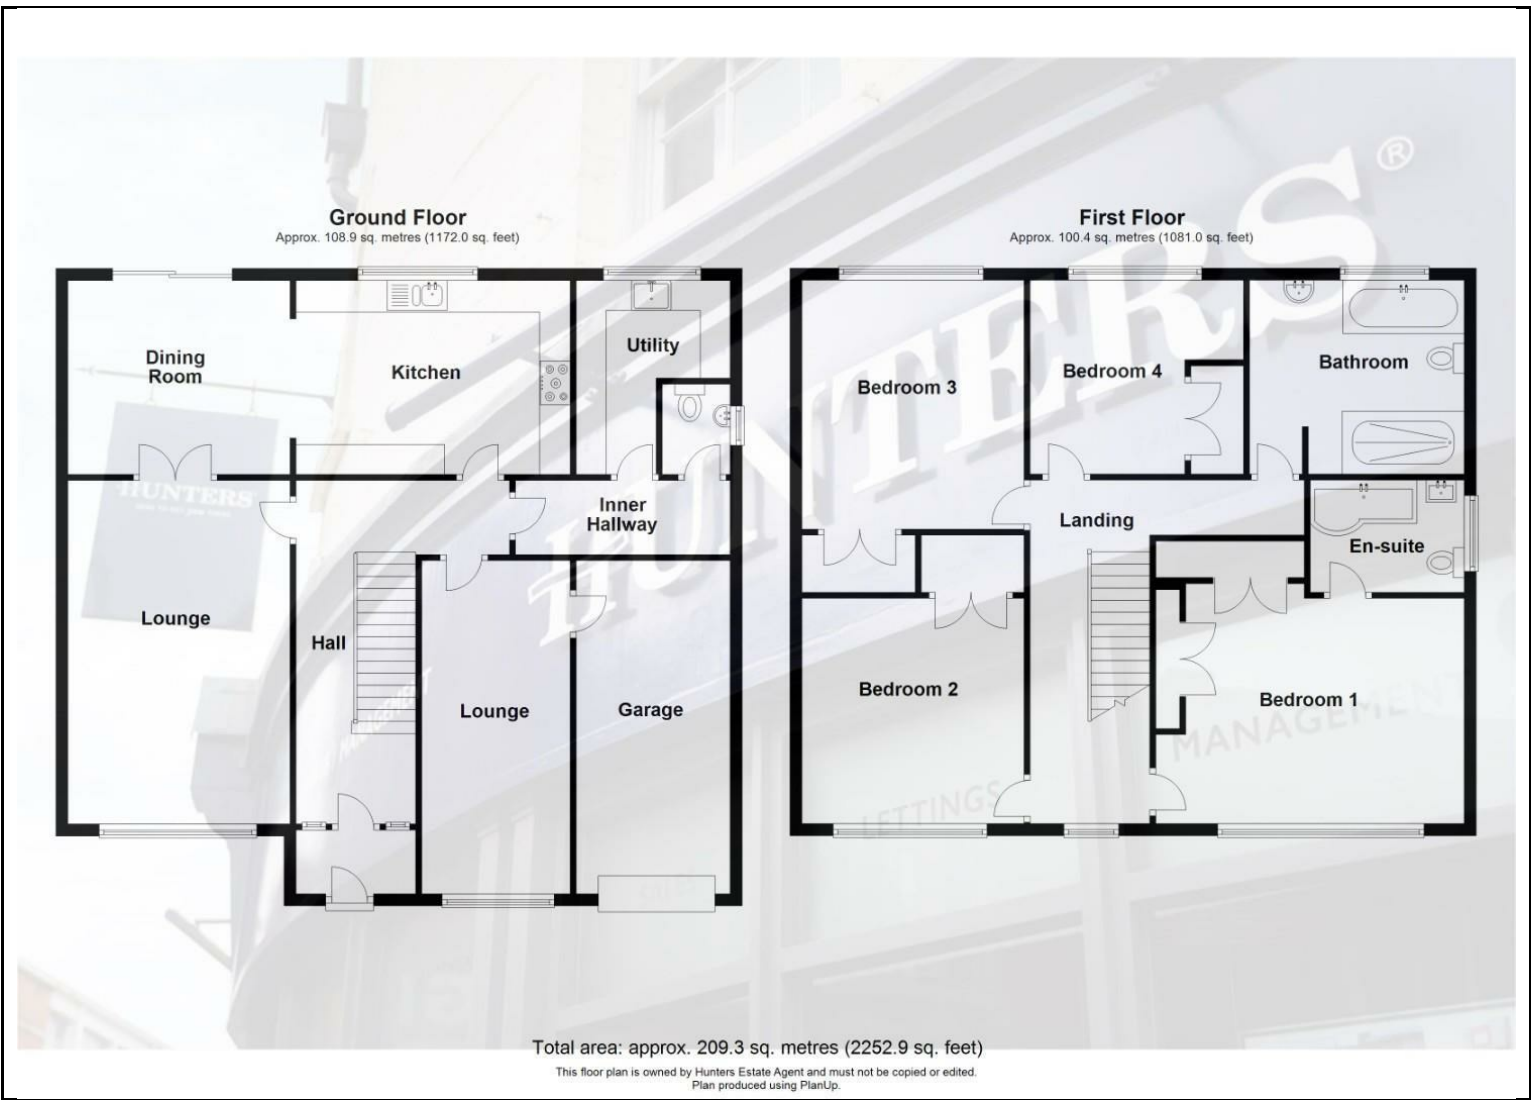 Ground Floor
Approx. 108.9 sq. metres (1172.0 sq. feet)
First Floor
Approx. 100.4 sq. metres (1081.0 sq. feet)
Dining
Room
Kitchen
Utility
Inner
Hallway
Lounge
Hall
Lounge
Garage
Bedroom 3
Bedroom 4
Bathroom
Landing
En-suite
Bedroom 2
Bedroom 1
HUNTERS®
HUNTERS
MANAGEMENT
LETTINGS
MANAGEMENT
SALES
Total area: approx. 209.3 sq. metres (2252.9 sq. feet)
This floor plan is owned by Hunters Estate Agent and must not be copied or edited.
Plan produced using PlanUp.